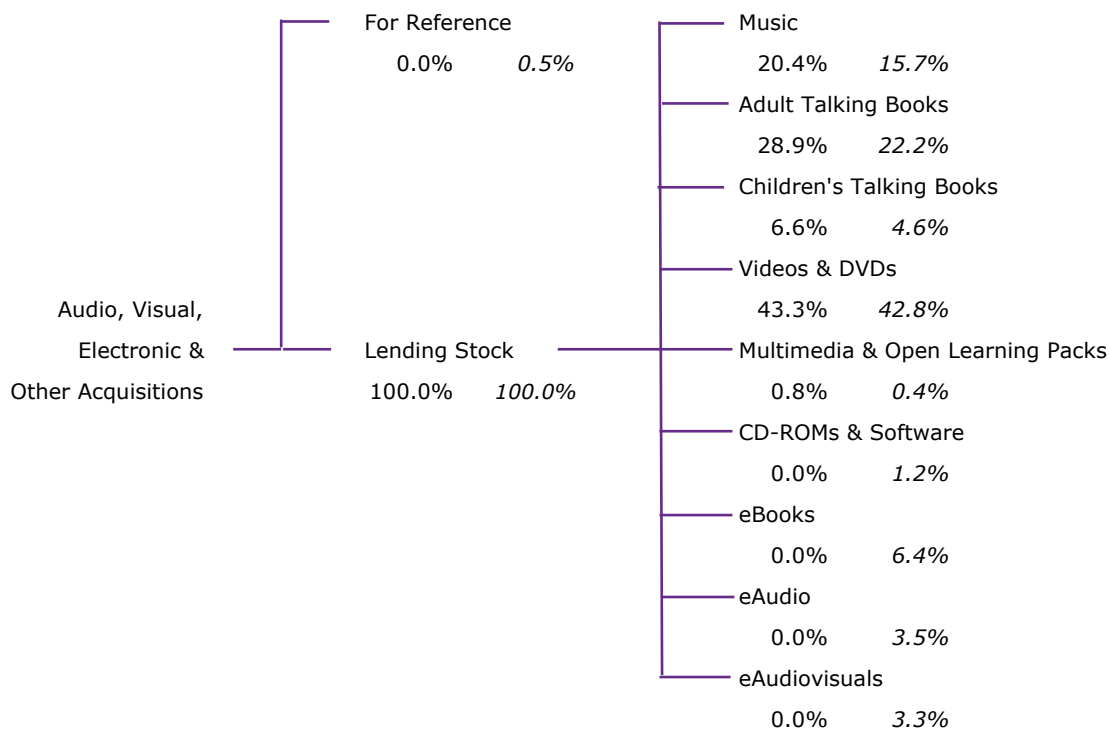 For Reference
0.0% 0.5%
Audio, Visual,
Electronic &
Other Acquisitions
Lending Stock
100.0% 100.0%
Music
20.4% 15.7%
Adult Talking Books
28.9% 22.2%
Children's Talking Books
6.6% 4.6%
Videos & DVDs
43.3% 42.8%
Multimedia & Open Learning Packs
0.8% 0.4%
CD-ROMs & Software
0.0% 1.2%
eBooks
0.0% 6.4%
eAudio
0.0% 3.5%
eAudiovisuals
0.0% 3.3%